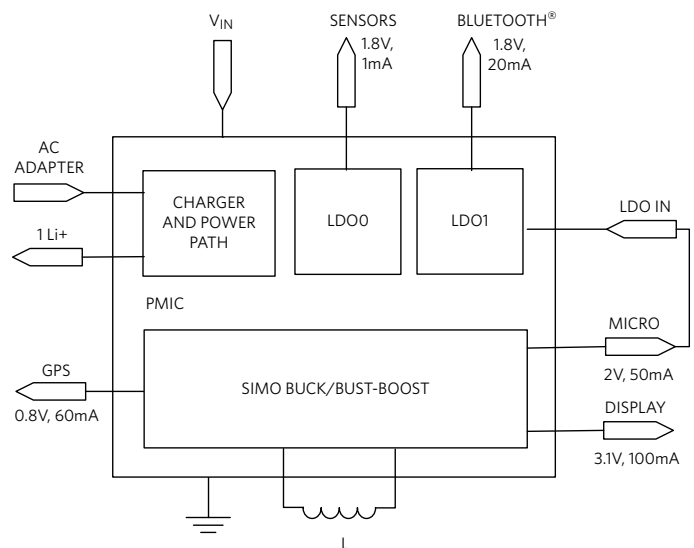 V_IN
SENSORS
1.8V,
1mA
BLUETOOTH®
1.8V,
20mA
AC
ADAPTER
CHARGER
AND POWER
PATH
LDO0
LDO1
LDO IN
1 Li+
PMIC
MICRO
2V, 50mA
GPS
0.8V, 60mA
SIMO BUCK/BUST-BOOST
DISPLAY
3.1V, 100mA
L